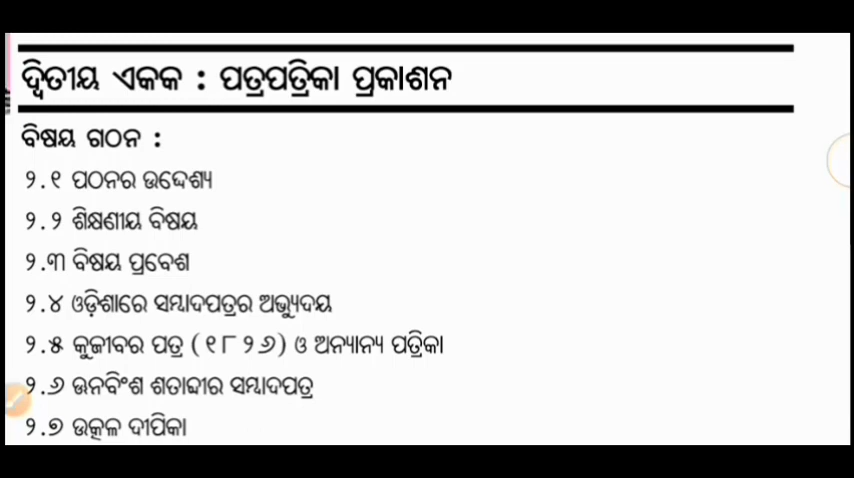 ଦ୍ୱିତୀୟ ଏକକ : ପତ୍ରପତ୍ରିକା ପ୍ରକାଶନ
ବିଷୟ ଗଠନ :
୨.୧ ପଠନର ଉଦ୍ଦେଶ୍ୟ
୨.୨ ଶିକ୍ଷଣୀୟ ବିଷୟ
୨.୩ ବିଷୟ ପ୍ରବେଶ
୨.୪ ଓଡ଼ିଶାରେ ସମ୍ବାଦପତ୍ରର ଅଭ୍ୟୁଦୟ
୨.୫ କୁଜୀବର ପତ୍ର (୧୮୨୬) ଓ ଅନ୍ୟାନ୍ୟ ପତ୍ରିକା
୨.୬ ଊନବିଂଶ ଶତାବ୍ଦୀର ସମ୍ବାଦପତ୍ର
୨.୭ ଉତ୍କଳ ଦୀପିକା